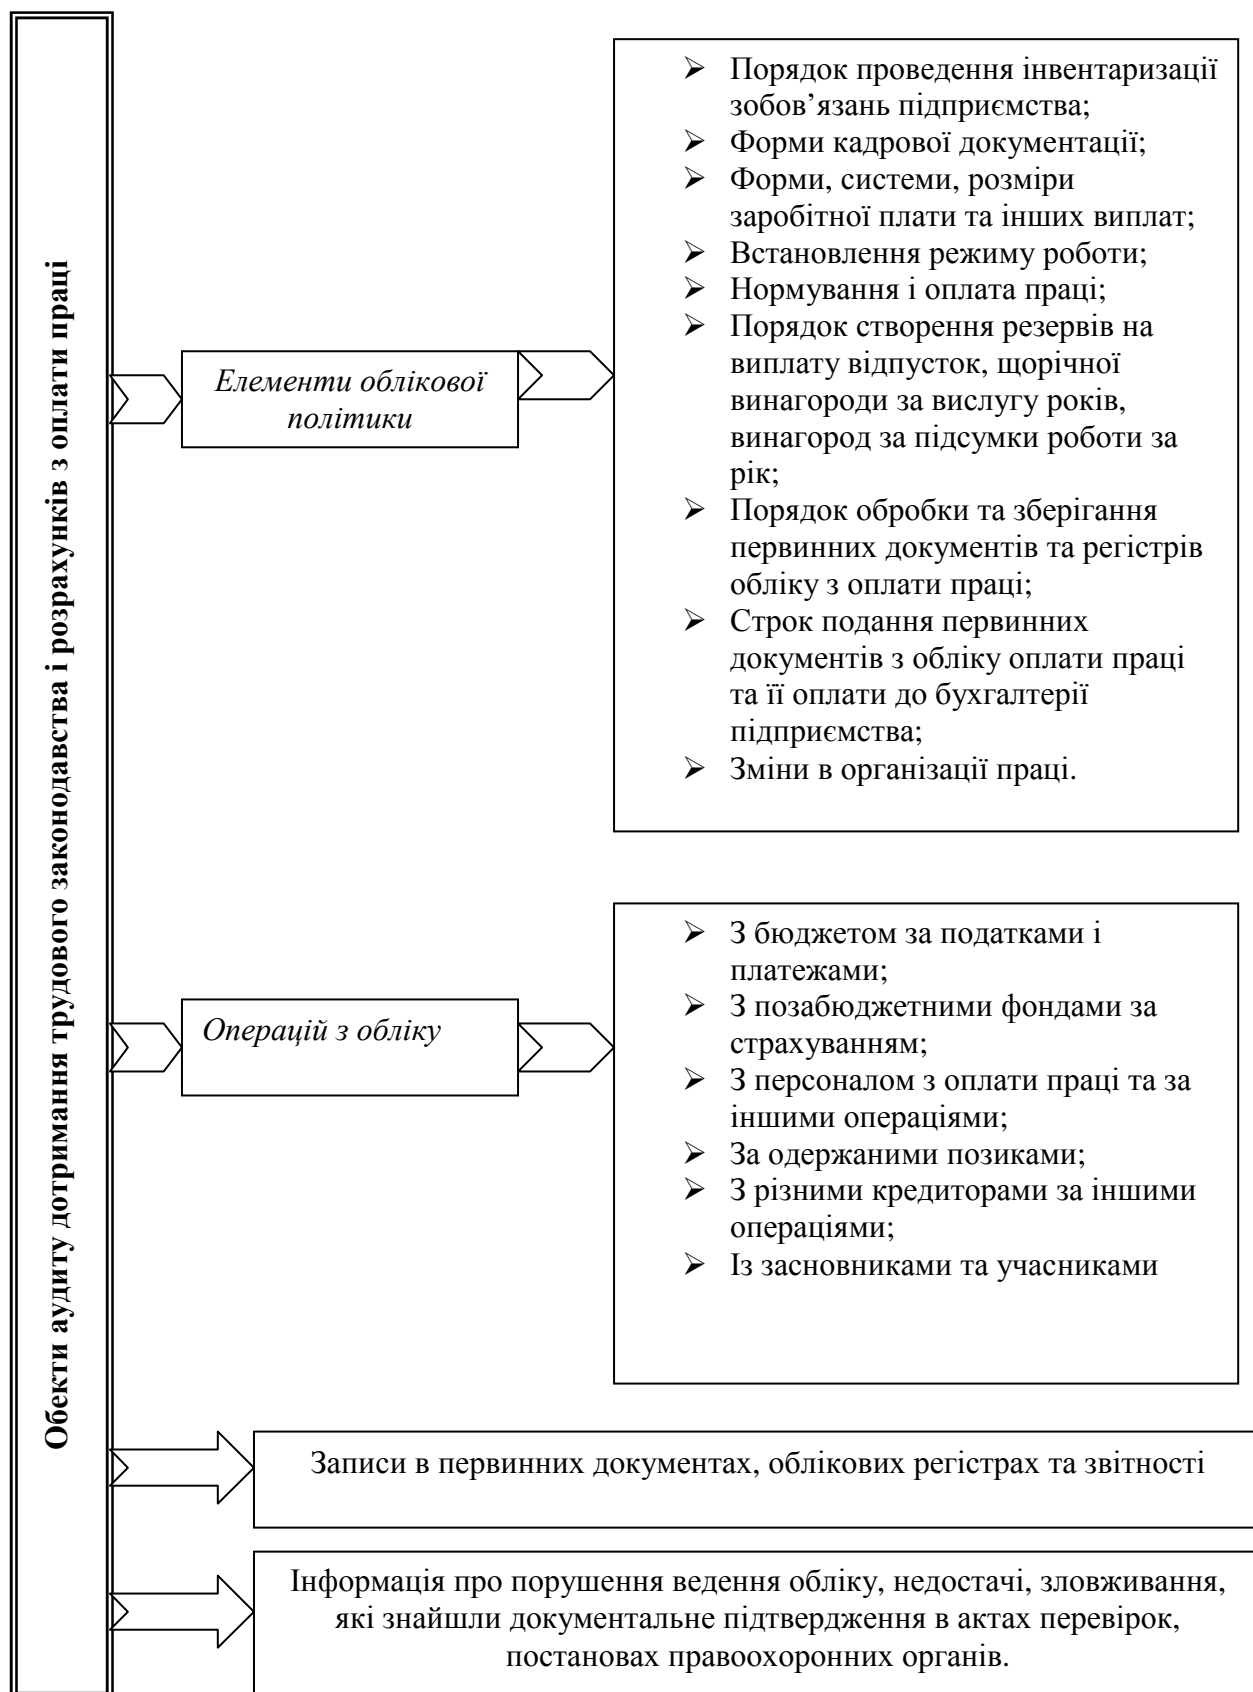 Обекти аудиту дотримання трудового законодавства і розрахунків з оплати праці
Елементи облікової
політики
➢ Порядок проведення інвентаризації
зобов’язань підприємства;
➢ Форми кадрової документації;
➢ Форми, системи, розміри
заробітної плати та інших виплат;
➢ Встановлення режиму роботи;
➢ Нормування і оплата праці;
➢ Порядок створення резервів на
виплату відпусток, щорічної
винагороди за вислугу років,
винагород за підсумки роботи за
рік;
➢ Порядок обробки та зберігання
первинних документів та регістрів
обліку з оплати праці;
➢ Строк подання первинних
документів з обліку оплати праці
та її оплати до бухгалтерії
підприємства;
➢ Зміни в організації праці.
Операцій з обліку
➢ З бюджетом за податками і
платежами;
➢ З позабюджетними фондами за
страхуванням;
➢ З персоналом з оплати праці та за
іншими операціями;
➢ За одержаними позиками;
➢ З різними кредиторами за іншими
операціями;
➢ Із засновниками та учасниками
Записи в первинних документах, облікових регістрах та звітності
Інформація про порушення ведення обліку, недостачі, зловживання,
які знайшли документальне підтвердження в актах перевірок,
постановах правоохоронних органів.